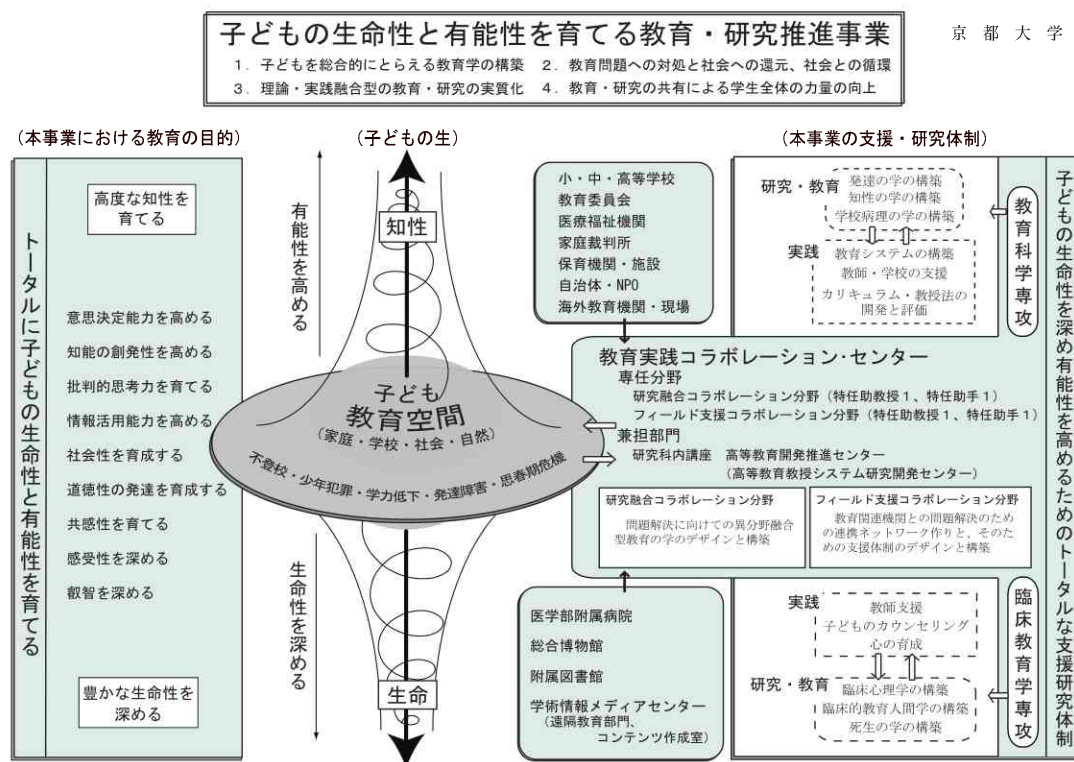 子どもの生命性と有能性を育てる教育・研究推進事業
1．子どもを総合的にとらえる教育学の構築　2．教育問題への対処と社会への還元、社会との循環
3．理論・実践融合型の教育・研究の実質化　4．教育・研究の共有による学生全体の力量の向上
京都大学
（本事業における教育の目的）
トータルに子どもの生命性と有能性を育てる
高度な知性を
育てる
意思決定能力を高める
知能の創発性を高める
批判的思考力を育てる
情報活用能力を高める
社会性を育成する
道徳性の発達を育成する
共感性を育てる
感受性を深める
叡智を深める
豊かな生命性を
深める
（子どもの生）
有能性を高める
知性
子ども
教育空間
（家庭・学校・社会・自然）
不登校・少年犯罪・学力低下・発達障害・思春期危機
生命性を深める
生命
小・中・高等学校
教育委員会
医療福祉機関
家庭裁判所
保育機関・施設
自治体・NPO
海外教育機関・現場
教育実践コラボレーション・センター
専任分野
研究融合コラボレーション分野（特任助教授１、特任助手１）
フィールド支援コラボレーション分野（特任助教授１、特任助手１）
兼担部門
研究科内講座　高等教育開発推進センター
（高等教育教授システム研究開発センター）
研究融合コラボレーション分野
問題解決に向けての異分野融合
型教育の学のデザインと構築
フィールド支援コラボレーション分野
教育関連機関との問題解決のため
の連携ネットワーク作りと、そのた
めの支援体制のデザインと構築
医学部附属病院
総合博物館
附属図書館
学術情報メディアセンター
（遠隔教育部門、
コンテンツ作成室）
（本事業の支援・研究体制）
研究・教育
発達の学の構築
知性の学の構築
学校病理の学の構築
実践
教育システムの構築
教師・学校の支援
カリキュラム・教授法の
開発と評価
教育科学専攻
実践
教師支援
子どものカウンセリング
心の育成
研究・教育
臨床心理学の構築
臨床的教育人間学の構築
死生の学の構築
臨床教育学専攻
子どもの生命性を深め有能性を高めるためのトータルな支援研究体制